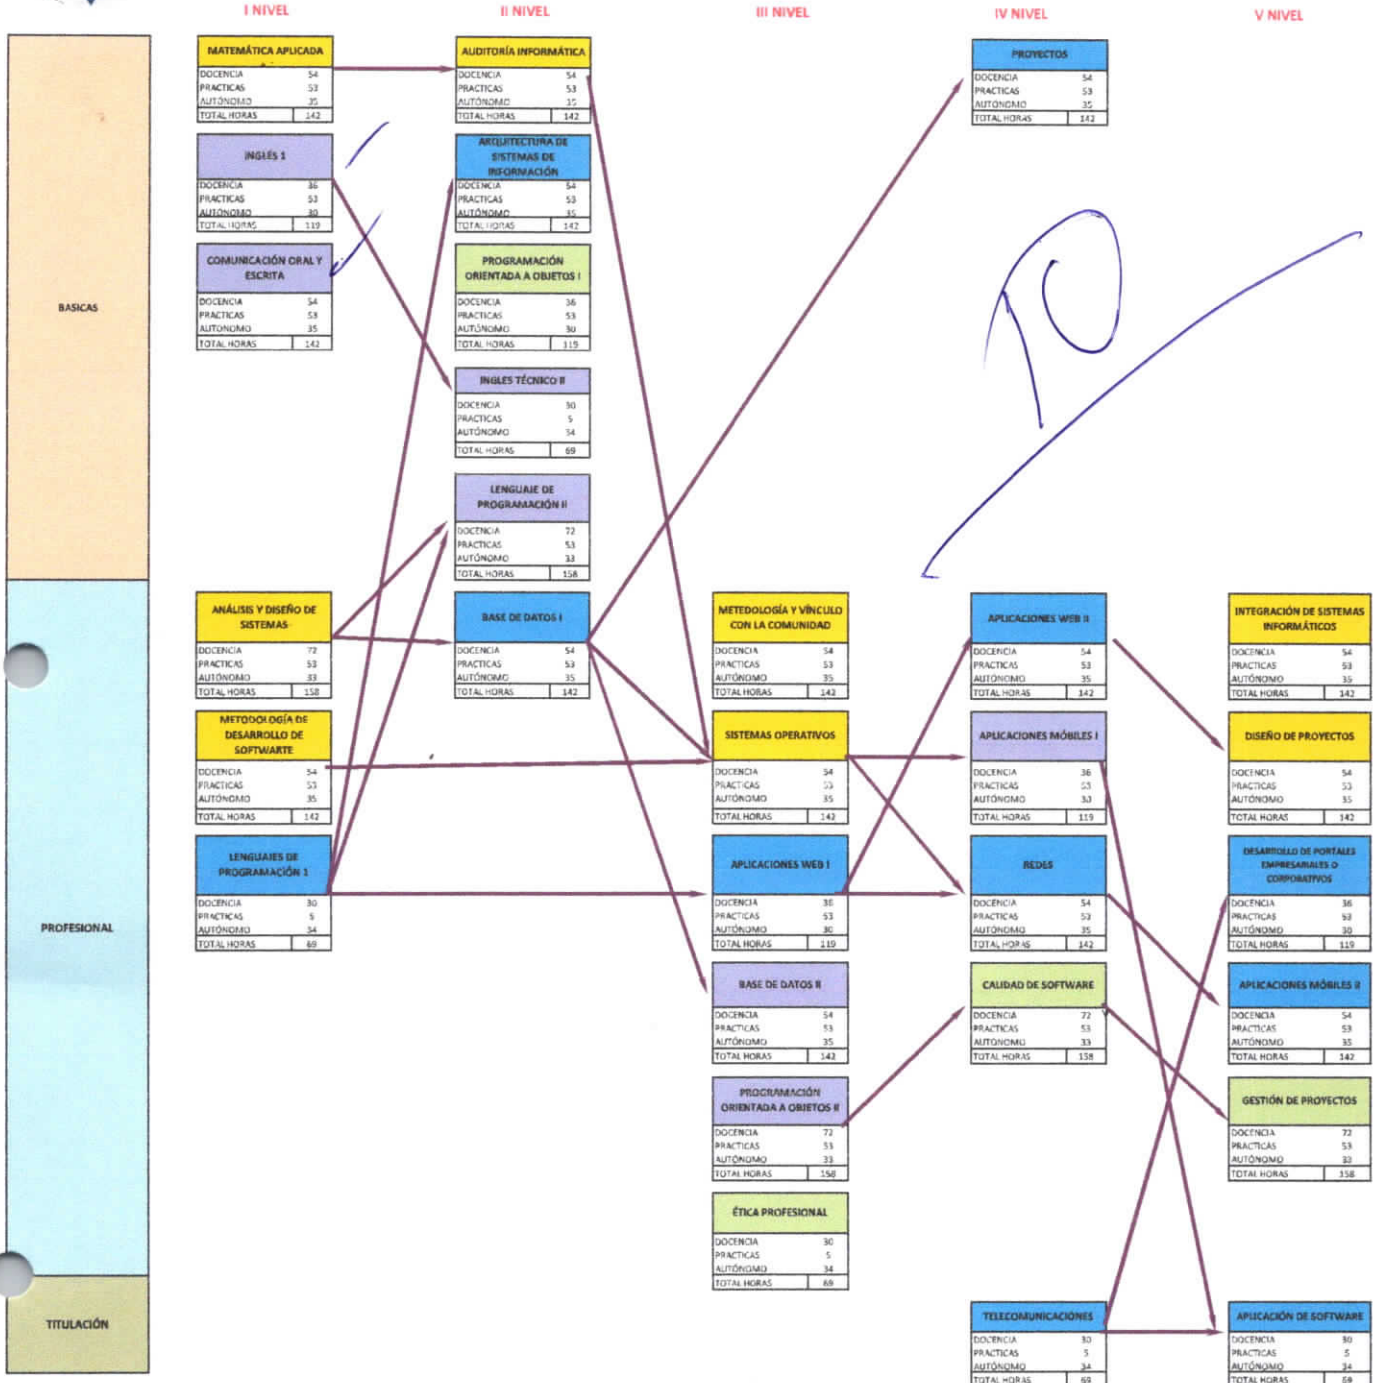 I NIVEL
II NIVEL
III NIVEL
IV NIVEL
V NIVEL
BASICAS
MATEMÁTICA APLICADA
DOCENCIA 54
PRACTICAS 53
AUTÓNOMO 35
TOTAL HORAS 142
INGLÉS 1
DOCENCIA 36
PRACTICAS 53
AUTÓNOMO 30
TOTAL HORAS 119
COMUNICACIÓN ORAL Y
ESCRITA
DOCENCIA 54
PRACTICAS 53
AUTONOMO 35
TOTAL HORAS 142
AUDITORÍA INFORMÁTICA
DOCENCIA 54
PRACTICAS 53
AUTÓNOMO 35
TOTAL HORAS 142
ARQUITECTURA DE
SISTEMAS DE
INFORMACIÓN
DOCENCIA 54
PRACTICAS 53
AUTÓNOMO 35
TOTAL HORAS 142
PROGRAMACIÓN
ORIENTADA A OBJETOS I
DOCENCIA 36
PRACTICAS 53
AUTÓNOMO 30
TOTAL HORAS 119
INGLES TÉCNICO II
DOCENCIA 30
PRACTICAS 5
AUTÓNOMO 34
TOTAL HORAS 69
LENGUAJE DE
PROGRAMACIÓN II
DOCENCIA 72
PRACTICAS 53
AUTÓNOMO 33
TOTAL HORAS 158
PROYECTOS
DOCENCIA 54
PRACTICAS 53
AUTÓNOMO 35
TOTAL HORAS 142
PROFESIONAL
ANÁLISIS Y DISEÑO DE
SISTEMAS
DOCENCIA 72
PRACTICAS 53
AUTÓNOMO 33
TOTAL HORAS 158
METODOLOGÍA DE
DESARROLLO DE
SOFTWARTE
DOCENCIA 54
PRACTICAS 53
AUTÓNOMO 35
TOTAL HORAS 142
LENGUAJES DE
PROGRAMACIÓN 1
DOCENCIA 30
PRACTICAS 5
AUTÓNOMO 34
TOTAL HORAS 69
BASE DE DATOS I
DOCENCIA 54
PRACTICAS 53
AUTÓNOMO 35
TOTAL HORAS 142
METEDOLOGÍA Y VÍNCULO
CON LA COMUNIDAD
DOCENCIA 54
PRACTICAS 53
AUTÓNOMO 35
TOTAL HORAS 142
SISTEMAS OPERATIVOS
DOCENCIA 54
PRACTICAS 53
AUTÓNOMO 35
TOTAL HORAS 142
APLICACIONES WEB I
DOCENCIA 36
PRACTICAS 53
AUTÓNOMO 30
TOTAL HORAS 119
BASE DE DATOS II
DOCENCIA 54
PRACTICAS 53
AUTÓNOMO 35
TOTAL HORAS 142
PROGRAMACIÓN
ORIENTADA A OBJETOS II
DOCENCIA 72
PRACTICAS 53
AUTÓNOMO 33
TOTAL HORAS 158
ÉTICA PROFESIONAL
DOCENCIA 30
PRACTICAS 5
AUTÓNOMO 34
TOTAL HORAS 69
APLICACIONES WEB II
DOCENCIA 54
PRACTICAS 53
AUTÓNOMO 35
TOTAL HORAS 142
APLICACIONES MÓBILES I
DOCENCIA 36
PRACTICAS 53
AUTÓNOMO 30
TOTAL HORAS 119
REDES
DOCENCIA 54
PRACTICAS 53
AUTÓNOMO 35
TOTAL HORAS 142
CALIDAD DE SOFTWARE
DOCENCIA 72
PRACTICAS 53
AUTÓNOMO 33
TOTAL HORAS 158
INTEGRACIÓN DE SISTEMAS
INFORMÁTICOS
DOCENCIA 54
PRACTICAS 53
AUTÓNOMO 35
TOTAL HORAS 142
DISEÑO DE PROYECTOS
DOCENCIA 54
PRACTICAS 53
AUTÓNOMO 35
TOTAL HORAS 142
DESARROLLO DE PORTALES
EMPRESARIALES O
CORPORATIVOS
DOCENCIA 36
PRACTICAS 53
AUTÓNOMO 30
TOTAL HORAS 119
APLICACIONES MÓBILES II
DOCENCIA 54
PRACTICAS 53
AUTÓNOMO 35
TOTAL HORAS 142
GESTIÓN DE PROYECTOS
DOCENCIA 72
PRACTICAS 53
AUTÓNOMO 33
TOTAL HORAS 158
TITULACIÓN
TELECOMUNICACIONES
DOCENCIA 30
PRACTICAS 5
AUTÓNOMO 34
TOTAL HORAS 69
APLICACIÓN DE SOFTWARE
DOCENCIA 30
PRACTICAS 5
AUTÓNOMO 34
TOTAL HORAS 69